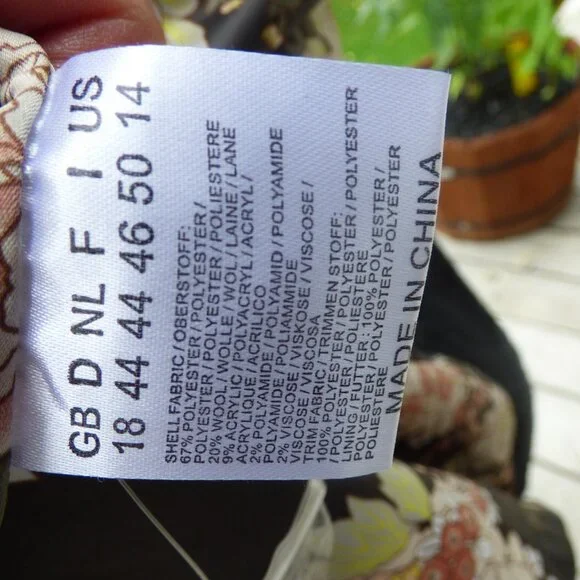 GB D NL F I US
18 44 44 46 50 14
SHELL FABRIC/OBERSTOFF:
67% POLYESTER/POLYESTER/
POLYESTER/POLYESTER/POLIESTERE
20% WOOL/WOLLE/WOL/LAINE/LANE
9% ACRYLIC/POLYACRYL/ACRYL/
ACRYLIQUE/ACRILICO
2% POLYAMIDE/POLYAMID/POLYAMIDE
POLYAMIDE/POLIAMMIDE
2% VISCOSE/VISKOSE/VISCOSE/
VISCOSE/VISCOSA
TRIM FABRIC/TRIMMEN STOFF:
100% POLYESTER/POLYESTER/POLYESTER
/POLYESTER/POLIESTERE
LINING/FUTTER:100% POLYESTER/
POLYESTER/POLYESTER/POLYESTER
POLIESTERE
MADE IN CHINA